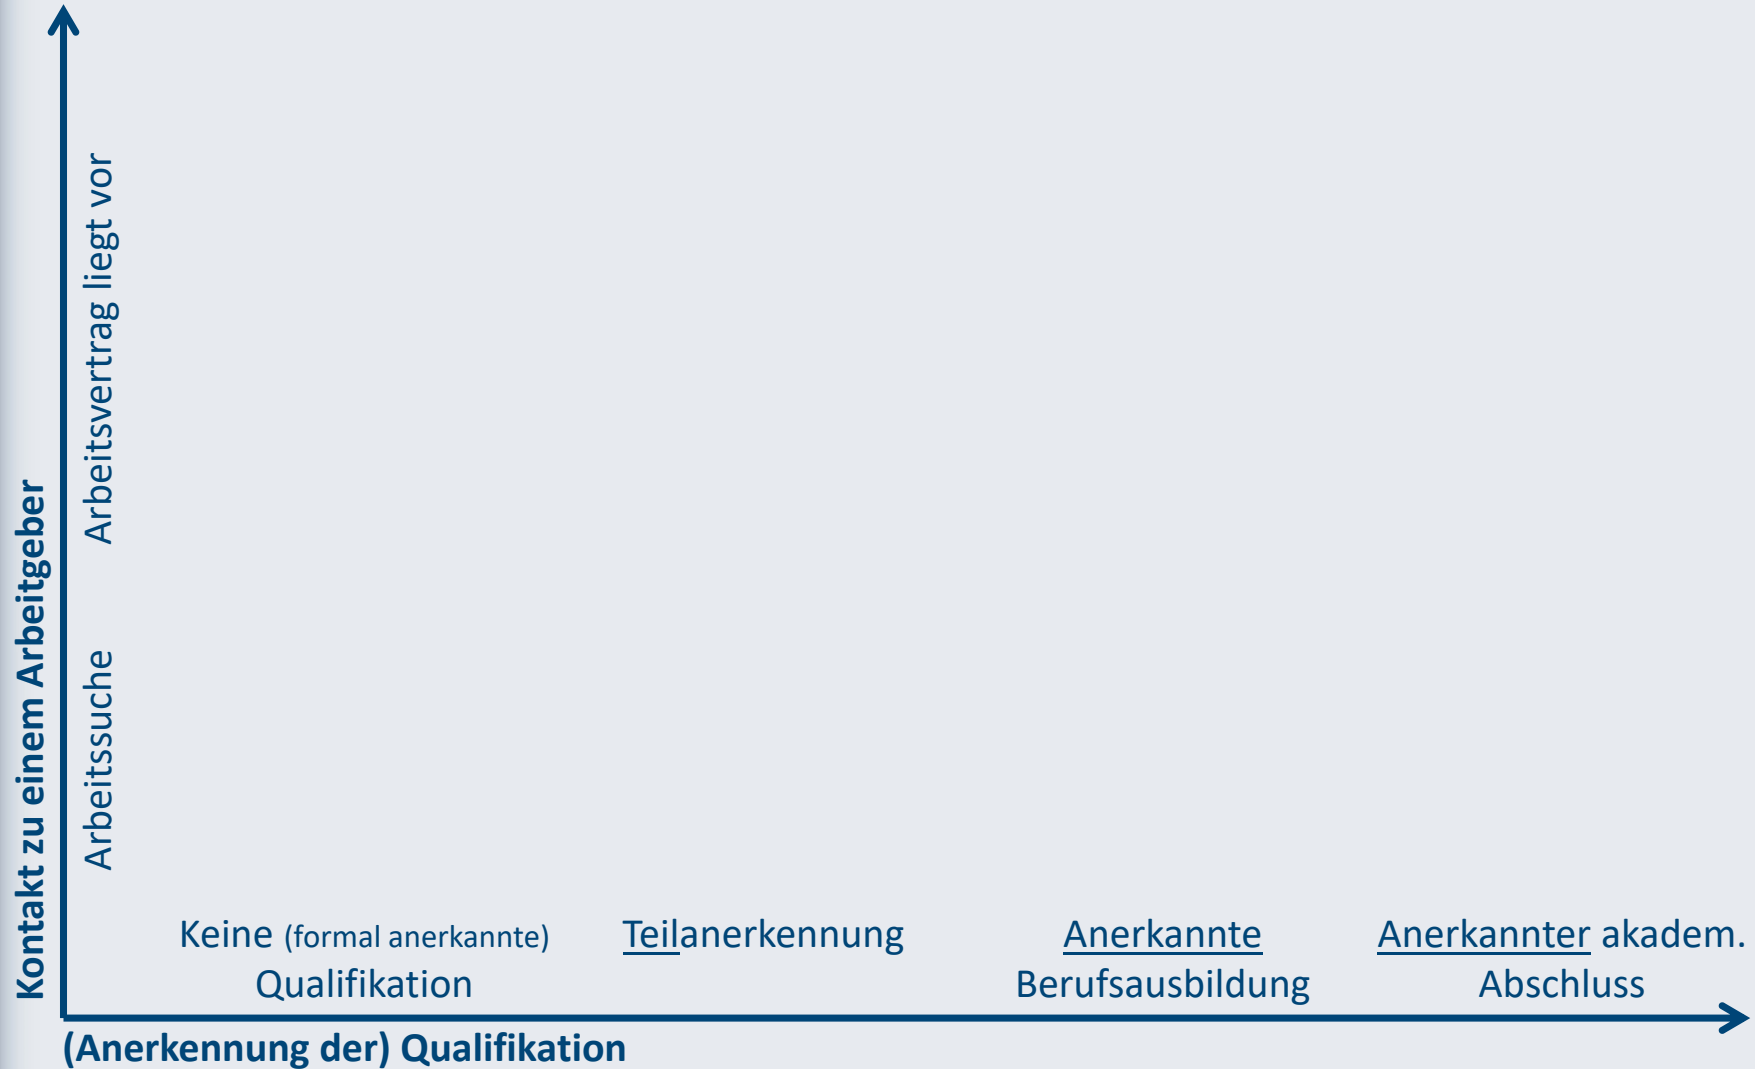 Kontakt zu einem Arbeitgeber
Arbeitsvertrag liegt vor
Arbeitssuche
Keine (formal anerkannte)
Qualifikation
Teilanerkennung
Anerkannte
Berufsausbildung
Anerkannter akadem.
Abschluss
(Anerkennung der) Qualifikation